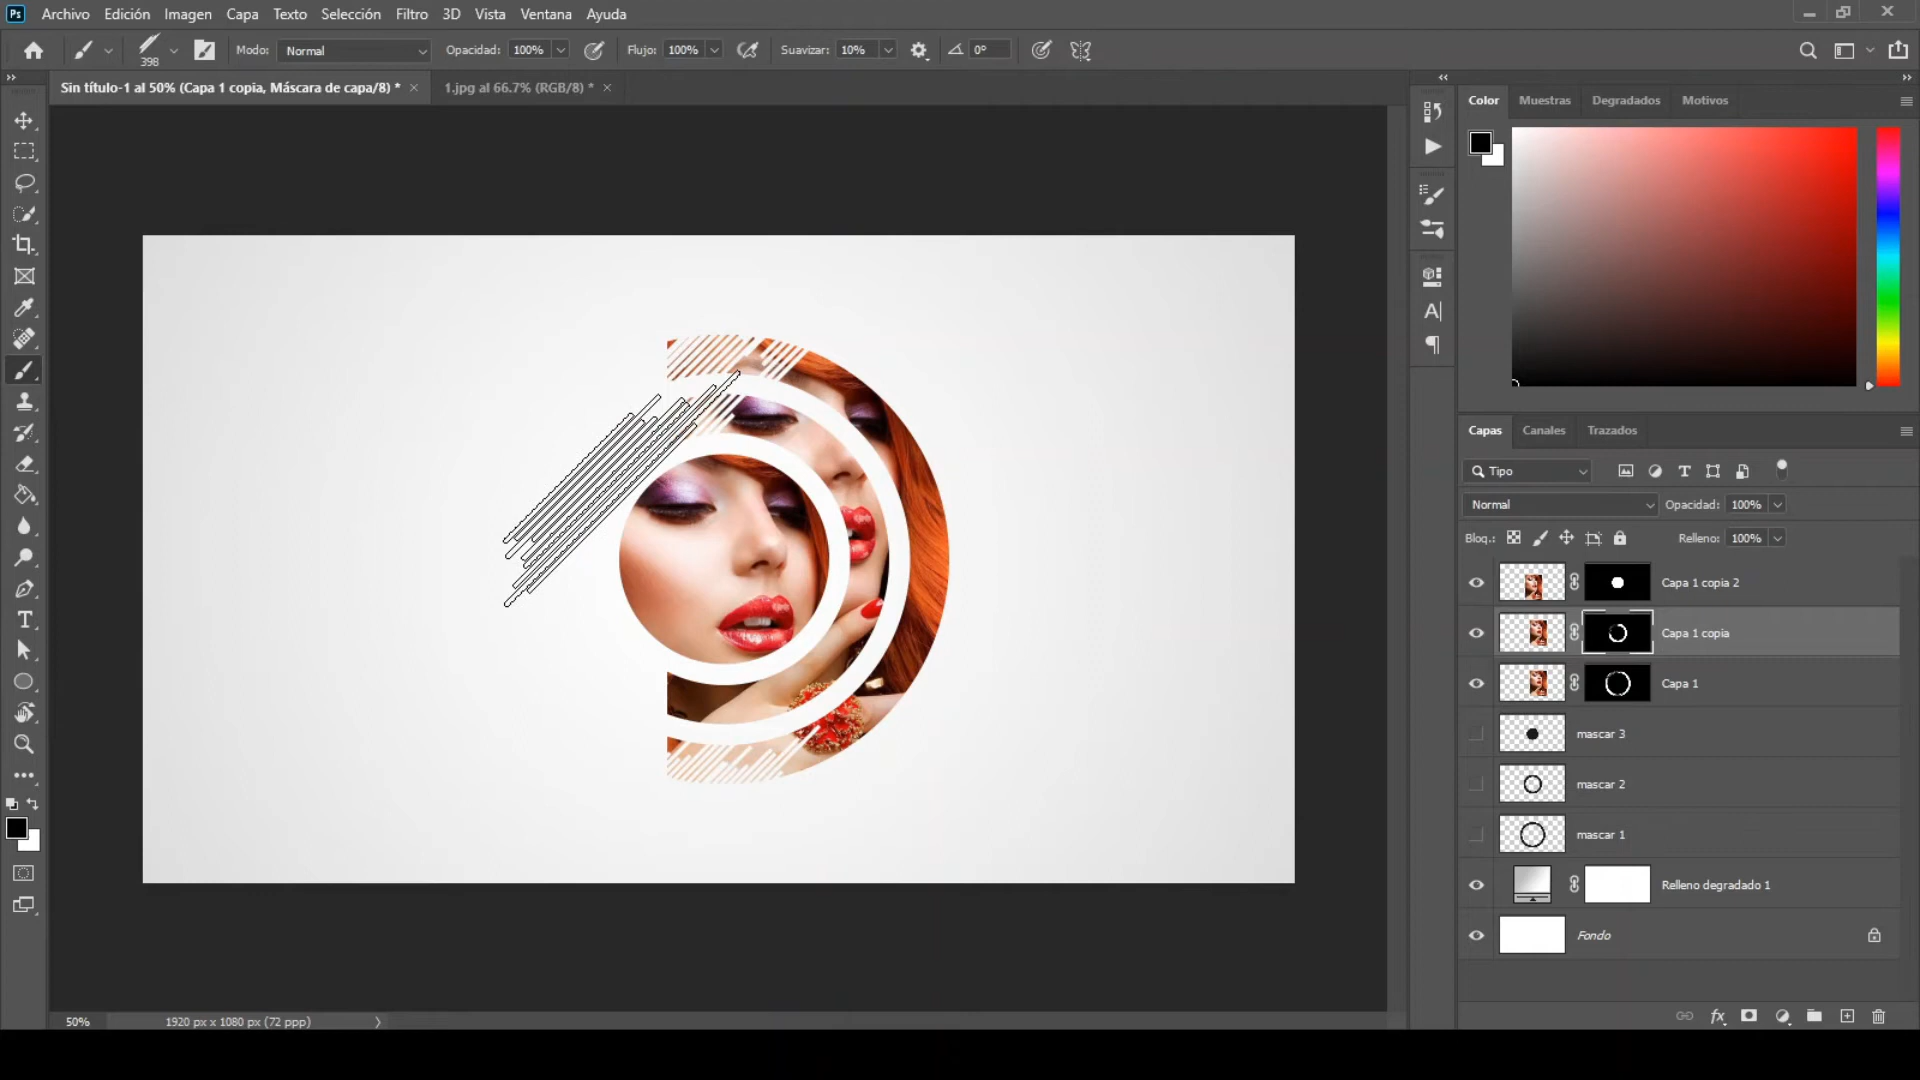 Ps Archivo Edición Imagen Capa Texto Selección Filtro 3D Vista Ventana Ayuda
398 Modo: Normal Opacidad: 100% Flujo: 100% Suavizar: 10% 0°
Sin título-1 al 50% (Capa 1 copia, Máscara de capa/8) * × 1.jpg al 66.7% (RGB/8) * ×
Color Muestras Degradados Motivos
Capas Canales Trazados
Tipo
Normal Opacidad: 100%
Bloq.: Relleno: 100%
Capa 1 copia 2
Capa 1 copia
Capa 1
mascar 3
mascar 2
mascar 1
Relleno degradado 1
Fondo
fx
50% 1920 px x 1080 px (72 ppp)